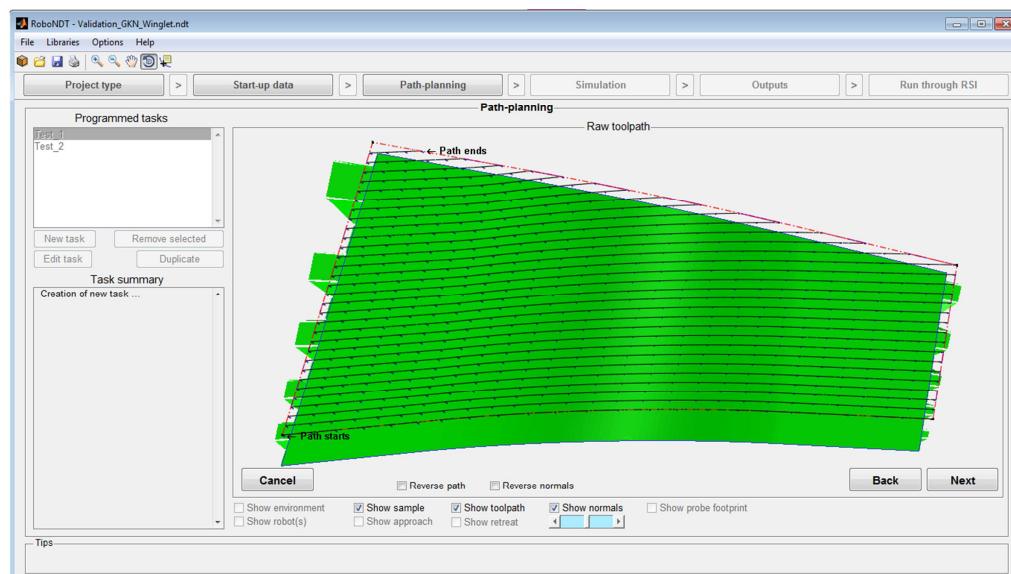 RoboNDT - Validation_GKN_Winglet.ndt
File Libraries Options Help
Project type > Start-up data > Path-planning > Simulation > Outputs > Run through RSI
Path-planning
Programmed tasks
Test_1
Test_2
New task Remove selected
Edit task Duplicate
Task summary
Creation of new task ...
Raw toolpath
← Path ends
← Path starts
Cancel Reverse path Reverse normals Back Next
Show environment Show sample Show toolpath Show normals Show probe footprint
Show robot(s) Show approach Show retreat
Tips